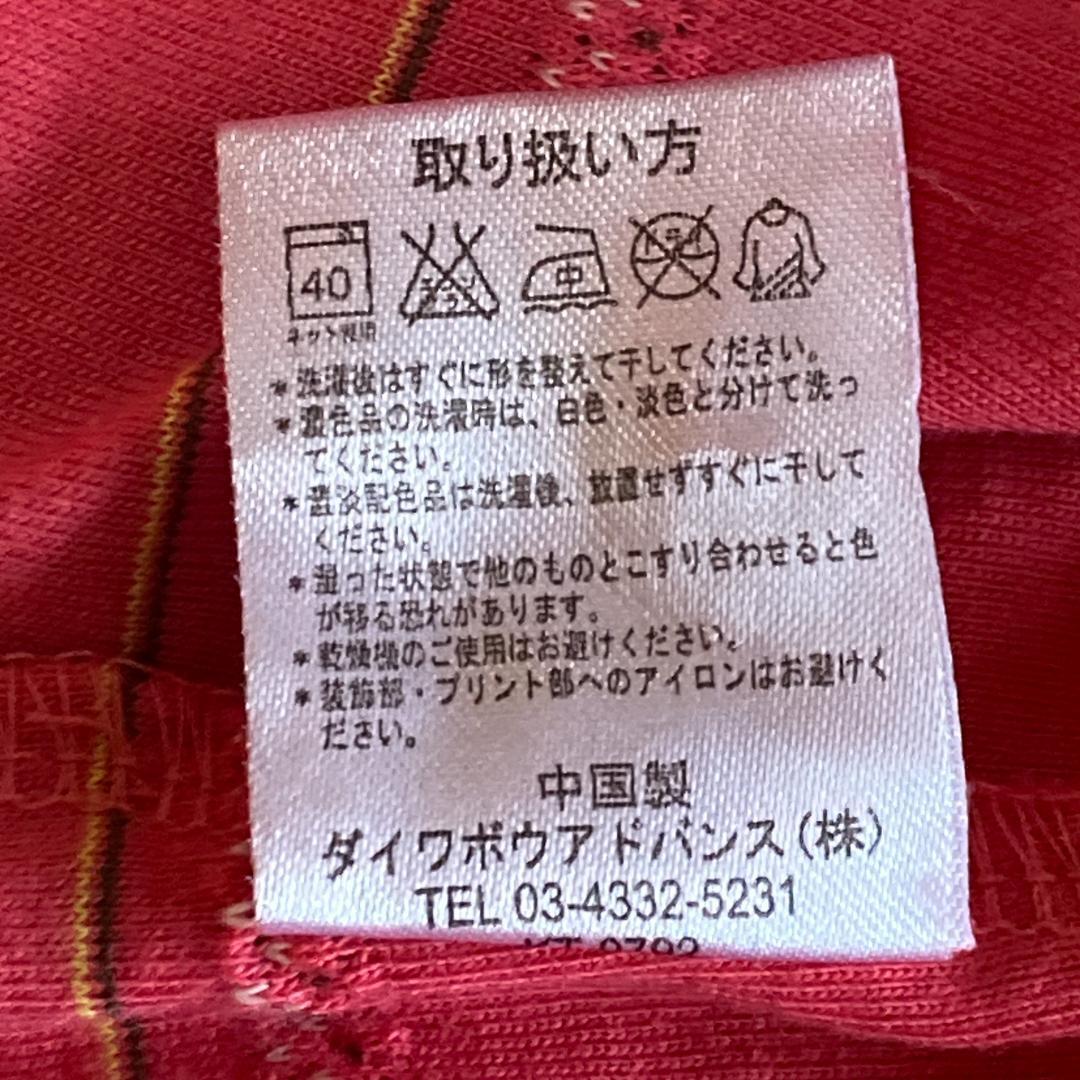 取り扱い方
40
中
ネット使用
*洗濯後はすぐに形を整えて干してください。
*濃色品の洗濯時は、白色・淡色と分けて洗っ
てください。
*濃淡配色品は洗濯後、放置せずすぐに干して
ください。
*湿った状態で他のものとこすり合わせると色
が移る恐れがあります。
*乾燥機のご使用はお避けください。
*装飾部・プリント部へのアイロンはお避けく
ださい。
中国製
ダイワボウアドバンス(株)
TEL 03-4332-5231